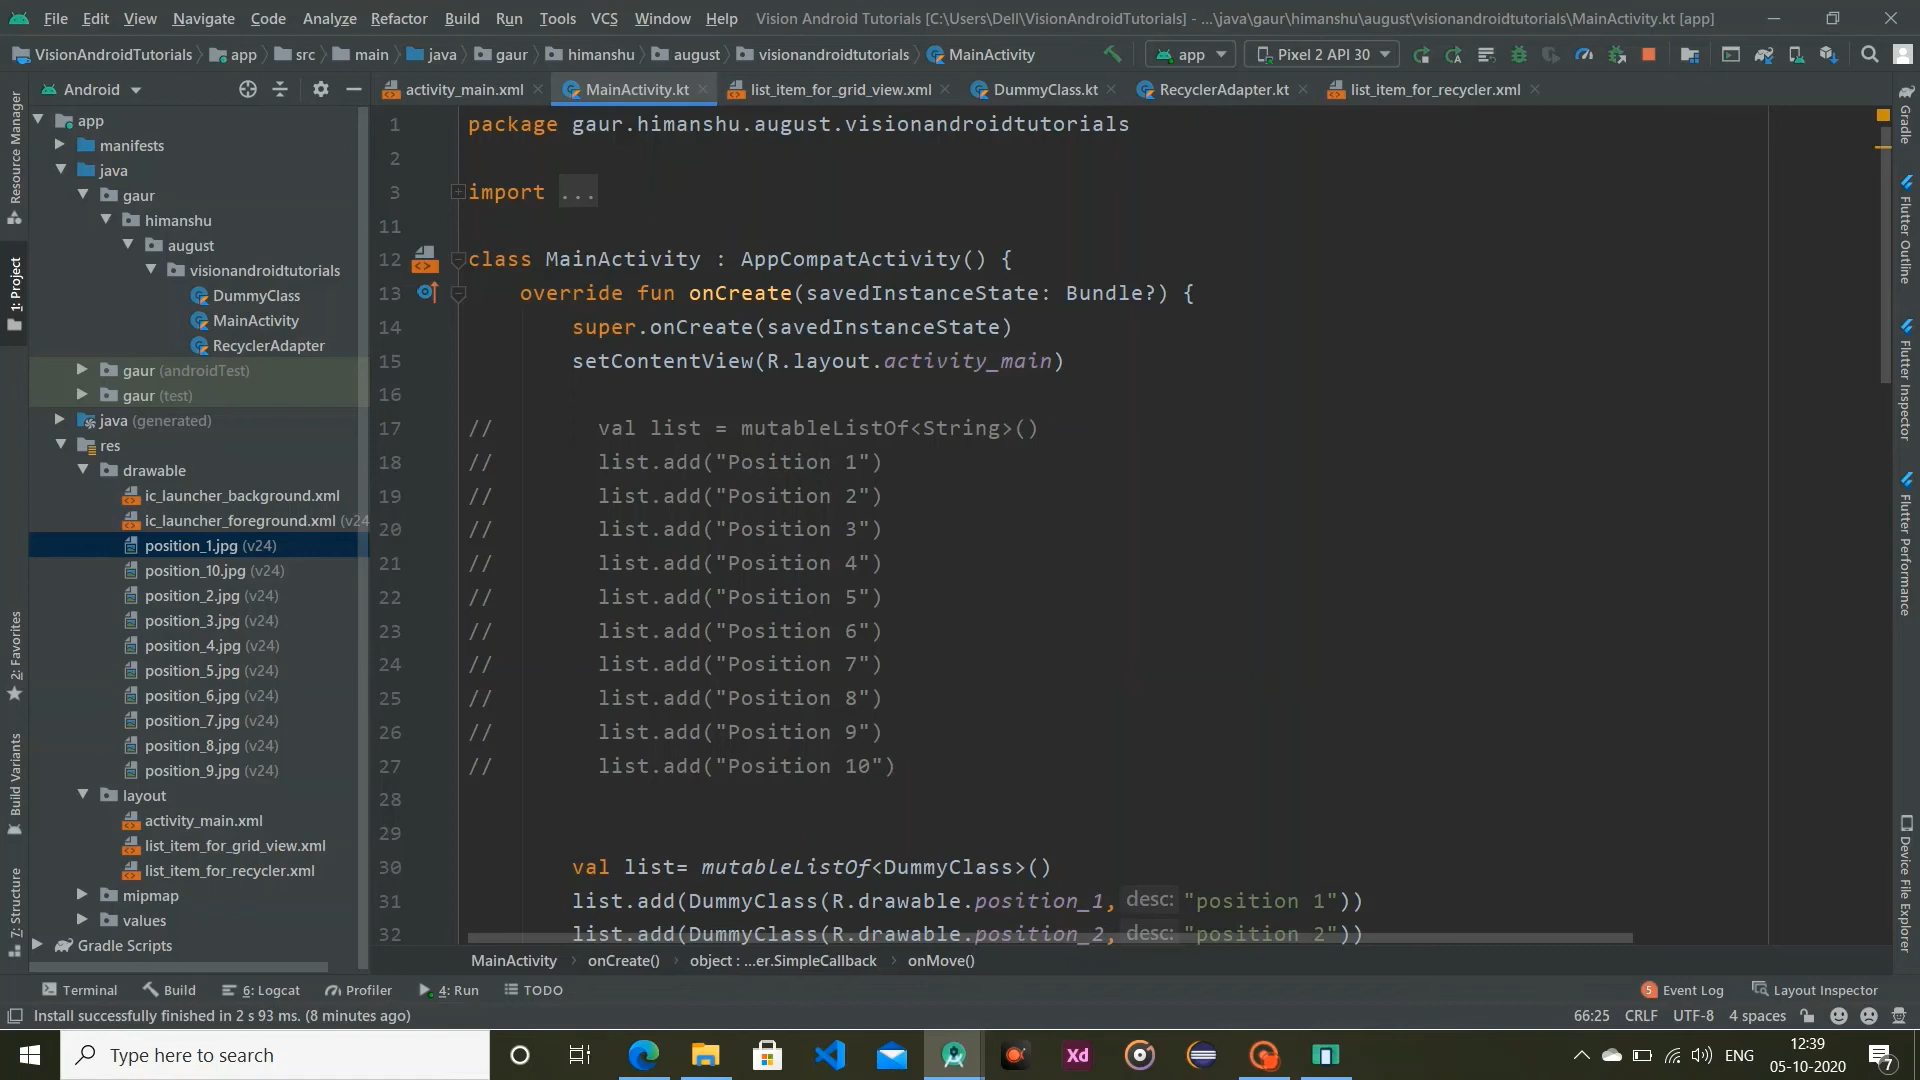 File Edit View Navigate Code Analyze Refactor Build Run Tools VCS Window Help Vision Android Tutorials [C:\Users\Dell\VisionAndroidTutorials] - ...\java\gaur\himanshu\august\visionandroidtutorials\MainActivity.kt [app]
VisionAndroidTutorials app src main java gaur himanshu august visionandroidtutorials MainActivity app Pixel 2 API 30
Android activity_main.xml MainActivity.kt list_item_for_grid_view.xml DummyClass.kt RecyclerAdapter.kt list_item_for_recycler.xml
Resource Manager
1: Project
2: Favorites
Build Variants
7: Structure
app
manifests
java
gaur
himanshu
august
visionandroidtutorials
DummyClass
MainActivity
RecyclerAdapter
gaur (androidTest)
gaur (test)
java (generated)
res
drawable
ic_launcher_background.xml
ic_launcher_foreground.xml (v24
position_1.jpg (v24)
position_10.jpg (v24)
position_2.jpg (v24)
position_3.jpg (v24)
position_4.jpg (v24)
position_5.jpg (v24)
position_6.jpg (v24)
position_7.jpg (v24)
position_8.jpg (v24)
position_9.jpg (v24)
layout
activity_main.xml
list_item_for_grid_view.xml
list_item_for_recycler.xml
mipmap
values
Gradle Scripts
1 package gaur.himanshu.august.visionandroidtutorials
2
3 import ...
11
12 class MainActivity : AppCompatActivity() {
13 override fun onCreate(savedInstanceState: Bundle?) {
14 super.onCreate(savedInstanceState)
15 setContentView(R.layout.activity_main)
16
17 // val list = mutableListOf<String>()
18 // list.add("Position 1")
19 // list.add("Position 2")
20 // list.add("Position 3")
21 // list.add("Position 4")
22 // list.add("Position 5")
23 // list.add("Position 6")
24 // list.add("Position 7")
25 // list.add("Position 8")
26 // list.add("Position 9")
27 // list.add("Position 10")
28
29
30 val list= mutableListOf<DummyClass>()
31 list.add(DummyClass(R.drawable.position_1, desc: "position 1"))
32 list.add(DummyClass(R.drawable.position_2, desc: "position 2"))
Gradle
Flutter Outline
Flutter Inspector
Flutter Performance
Device File Explorer
MainActivity onCreate() object : ...er.SimpleCallback onMove()
Terminal Build 6: Logcat Profiler 4: Run TODO 5 Event Log Layout Inspector
Install successfully finished in 2 s 93 ms. (8 minutes ago) 66:25 CRLF UTF-8 4 spaces
Type here to search Xd ENG 12:39
05-10-2020 7